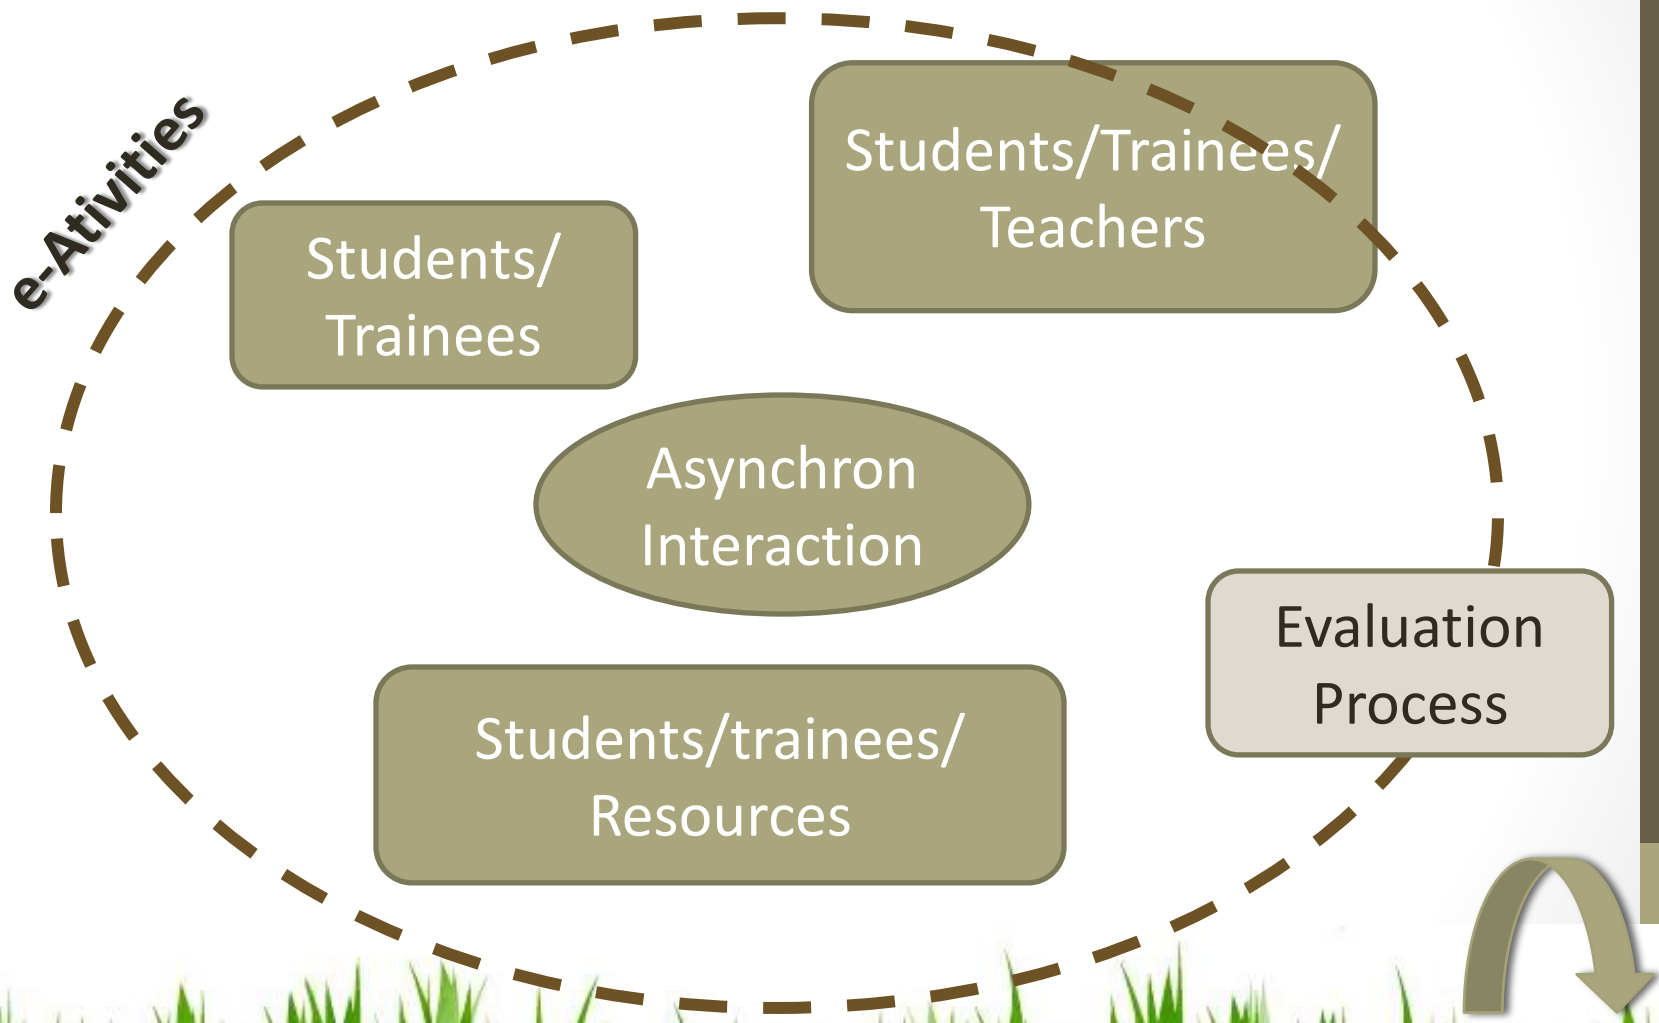 e-Ativities
Students/Trainees/
Teachers
Students/
Trainees
Asynchron
Interaction
Evaluation
Process
Students/trainees/
Resources